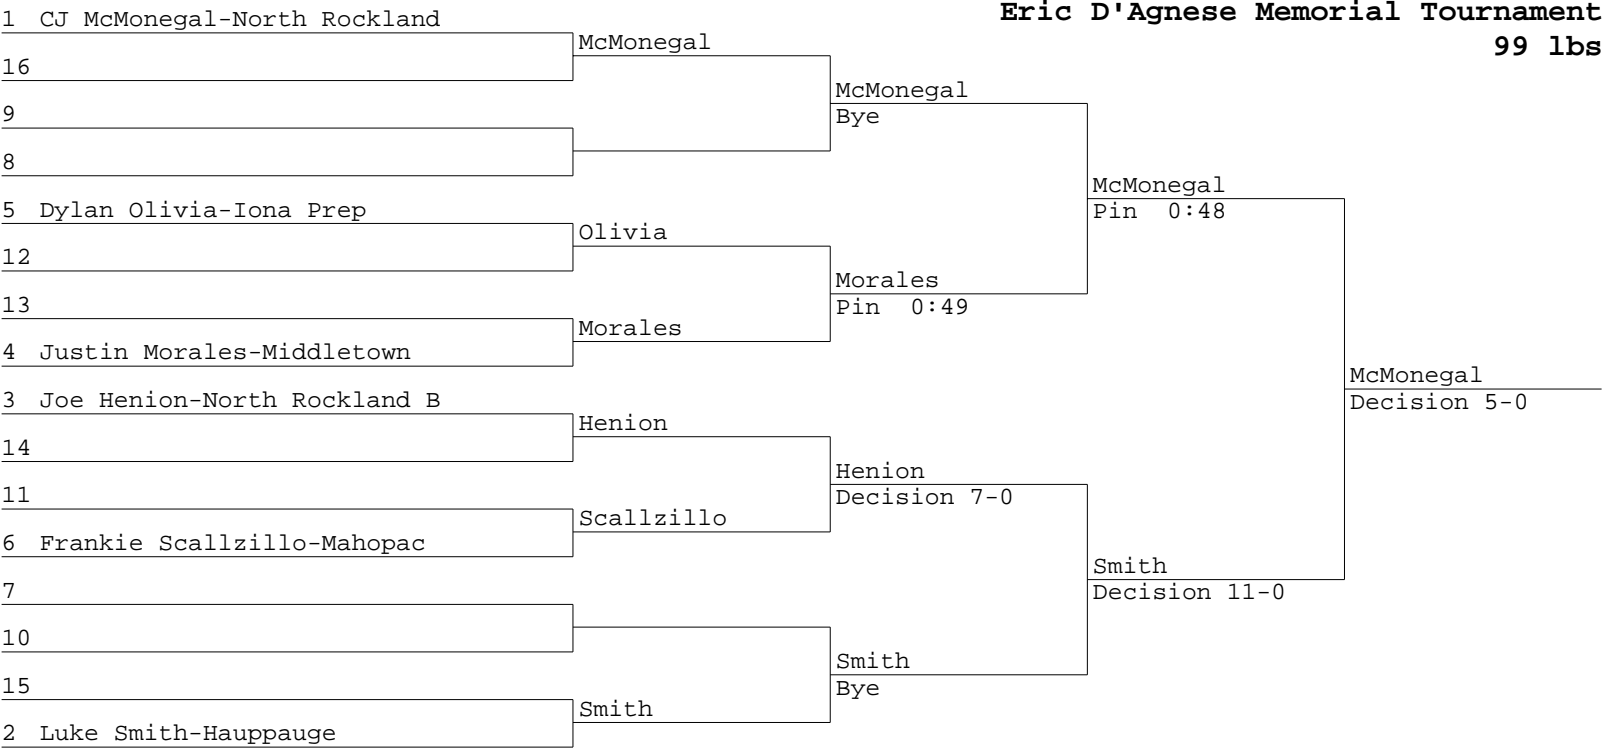 Eric D'Agnese Memorial Tournament
99 lbs
1 CJ McMonegal-North Rockland
16
9
8
5 Dylan Olivia-Iona Prep
12
13
4 Justin Morales-Middletown
3 Joe Henion-North Rockland B
14
11
6 Frankie Scallzillo-Mahopac
7
10
15
2 Luke Smith-Hauppauge
McMonegal
Olivia
Morales
Henion
Scallzillo
Smith
McMonegal
Bye
Morales
Pin 0:49
Henion
Decision 7-0
Smith
Bye
McMonegal
Pin 0:48
Smith
Decision 11-0
McMonegal
Decision 5-0